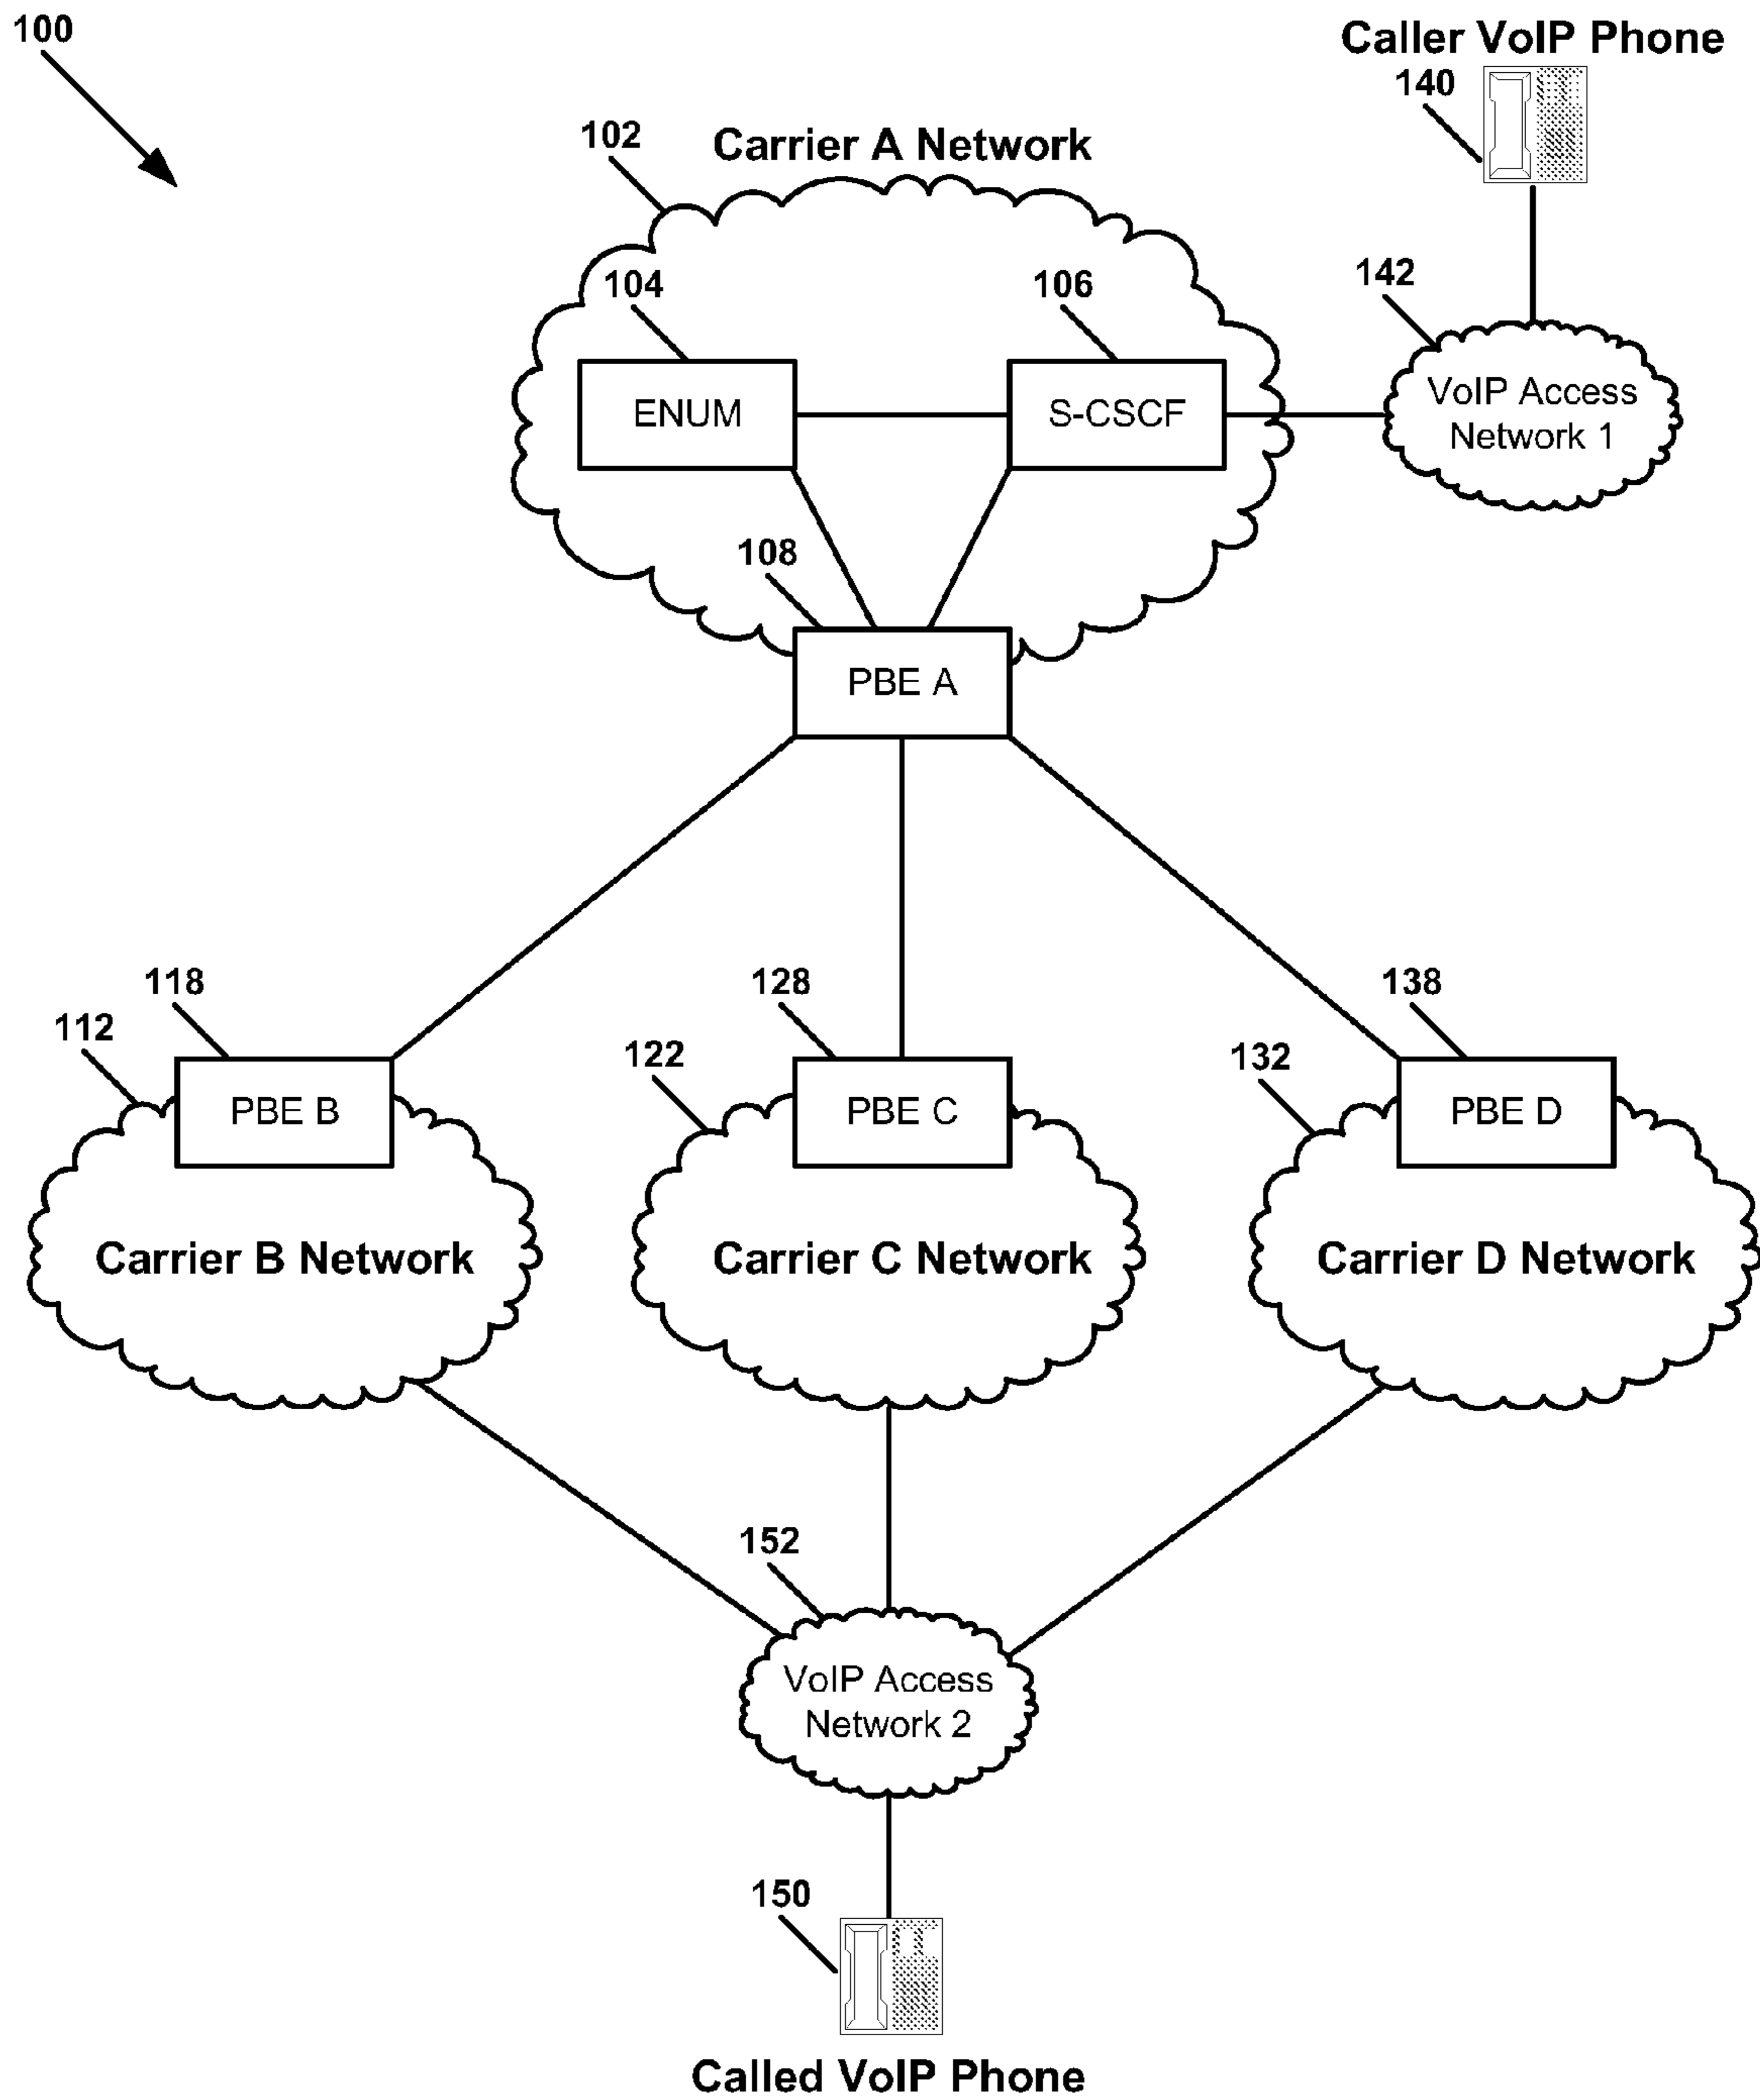 100
Caller VoIP Phone
140
102
Carrier A Network
142
104
106
VoIP Access
Network 1
ENUM
S-CSCF
108
PBE A
118
128
138
112
122
132
PBE B
PBE C
PBE D
Carrier B Network
Carrier C Network
Carrier D Network
152
VoIP Access
Network 2
150
Called VoIP Phone